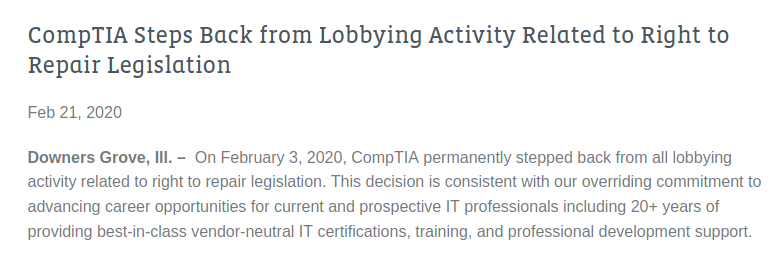 CompTIA Steps Back from Lobbying Activity Related to Right to
Repair Legislation
Feb 21, 2020
Downers Grove, Ill. – On February 3, 2020, CompTIA permanently stepped back from all lobbying
activity related to right to repair legislation. This decision is consistent with our overriding commitment to
advancing career opportunities for current and prospective IT professionals including 20+ years of
providing best-in-class vendor-neutral IT certifications, training, and professional development support.